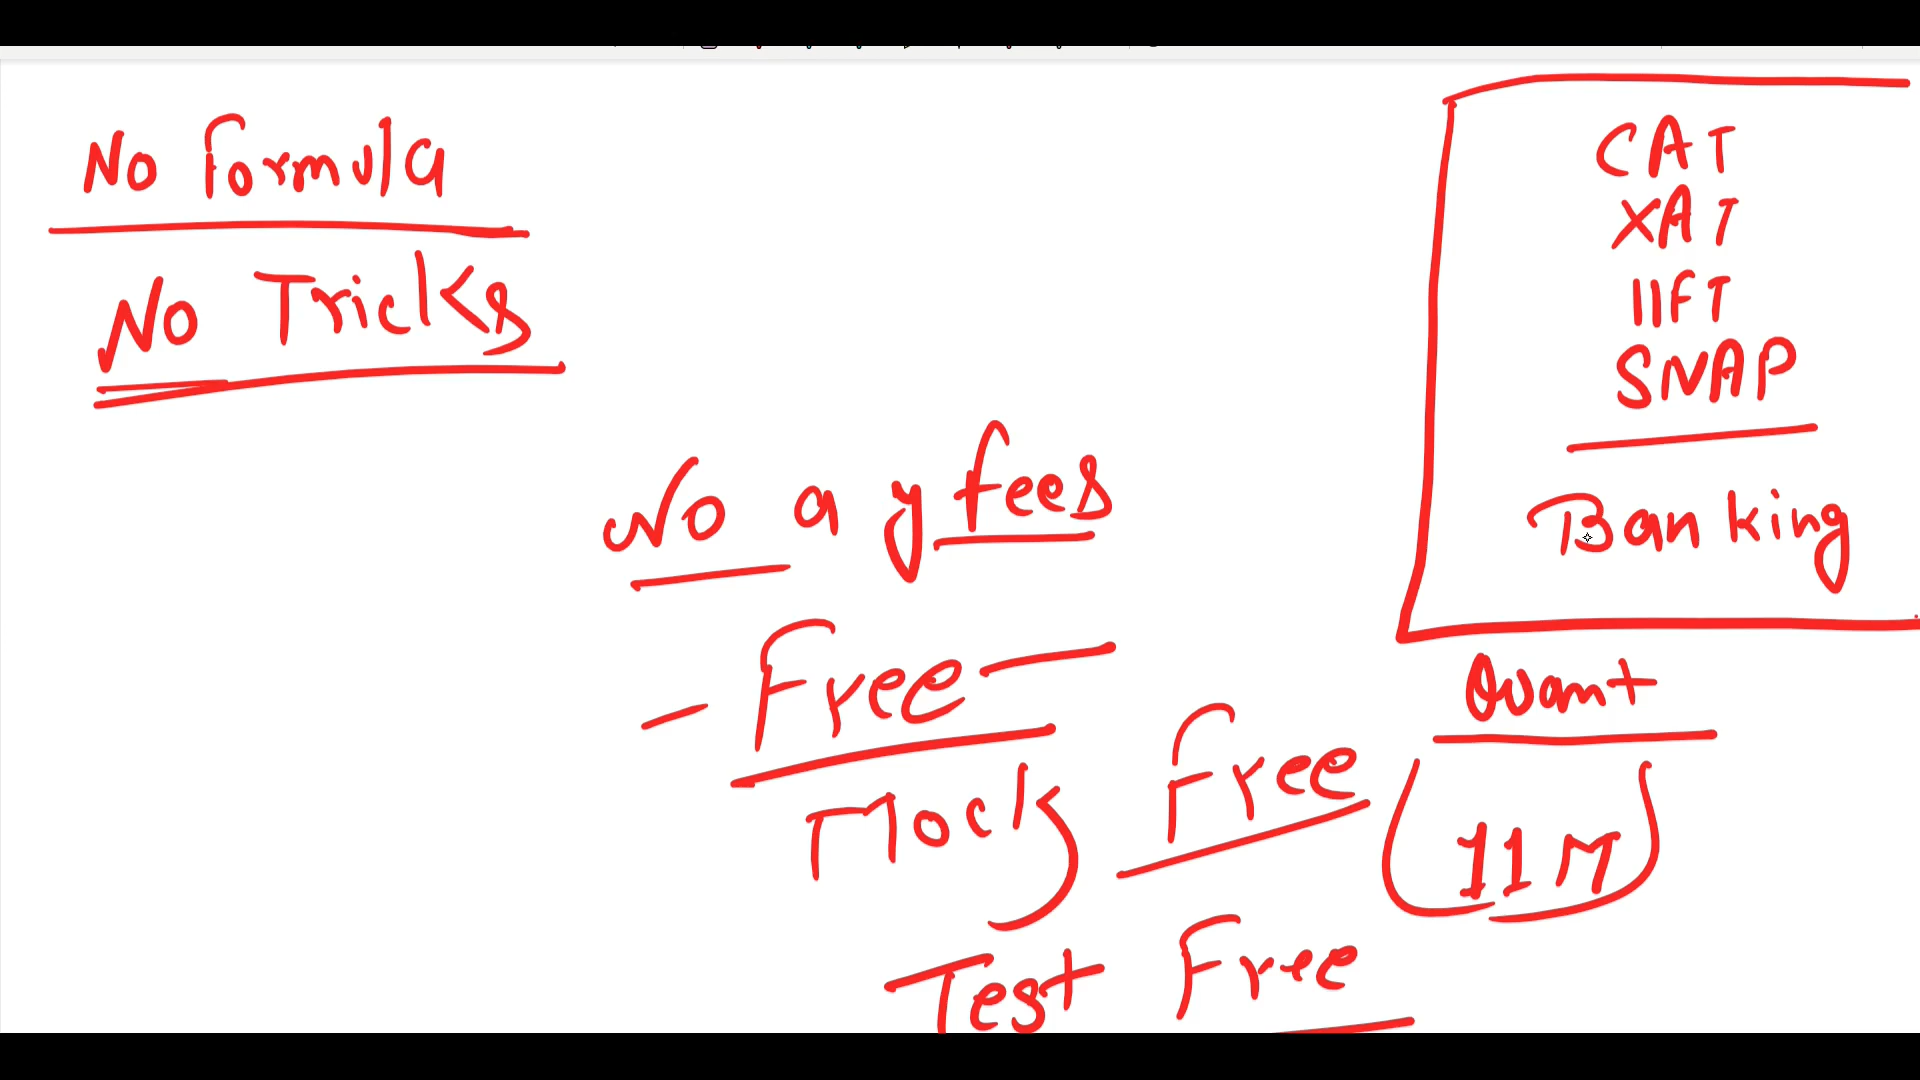 No formula
No Tricks
No a y fees
- Free -
Mock Free
Test Free
CAT
XAT
IIFT
SNAP
Banking
Quant
(11M)